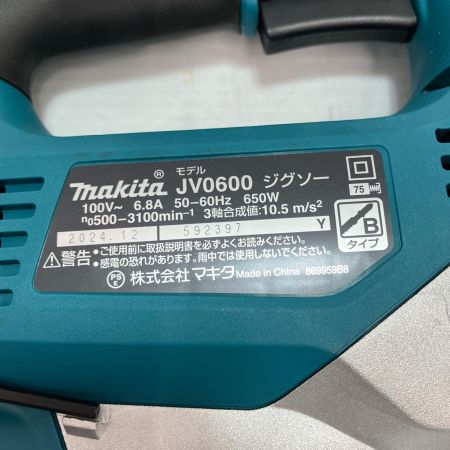 モデル
makita® JV0600 ジグソー
100V~ 6.8A 50-60Hz 650W
n0500-3100min-1 3軸合成値:10.5 m/s2
2024.12 592397 Y
⚠警告:ご使用前に取扱説明書を必ずよくお読みください。
感電の恐れがあります。雨中では使用しないでください。
PS E 株式会社マキタ Made in China 869959B8
75
B
タイプ